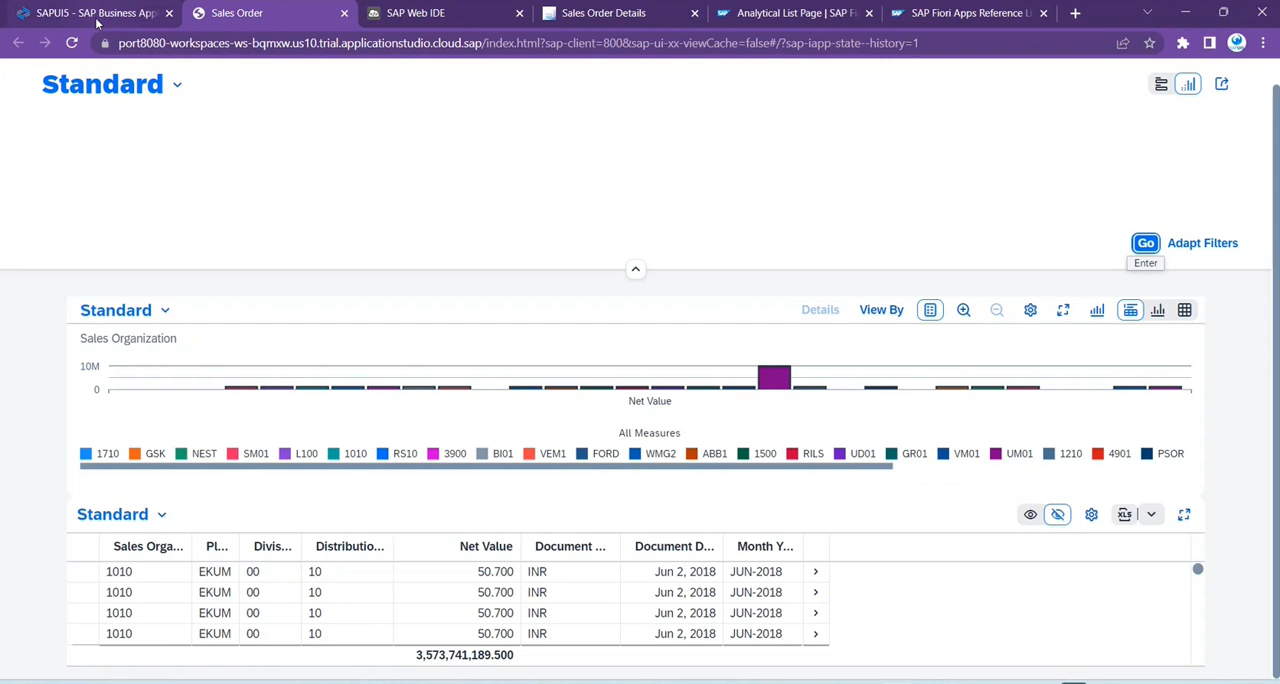 SAPUI5 - SAP Business Appl
Sales Order
SAP Web IDE
Sales Order Details
Analytical List Page | SAP Fi
SAP Fiori Apps Reference Li
port8080-workspaces-ws-bqmxw.us10.trial.applicationstudio.cloud.sap/index.html?sap-client=800&sap-ui-xx-viewCache=false#/?sap-iapp-state--history=1
Standard
Go Adapt Filters
Enter
Standard Details View By
Sales Organization
10M
0
Net Value
All Measures
1710 GSK NEST SM01 L100 1010 RS10 3900 BI01 VEM1 FORD WMG2 ABB1 1500 RILS UD01 GR01 VM01 UM01 1210 4901 PSOR
Standard XLS
Sales Orga... Pl... Divis... Distributio... Net Value Document ... Document D... Month Y...
1010 EKUM 00 10 50.700 INR Jun 2, 2018 JUN-2018
1010 EKUM 00 10 50.700 INR Jun 2, 2018 JUN-2018
1010 EKUM 00 10 50.700 INR Jun 2, 2018 JUN-2018
1010 EKUM 00 10 50.700 INR Jun 2, 2018 JUN-2018
3,573,741,189.500